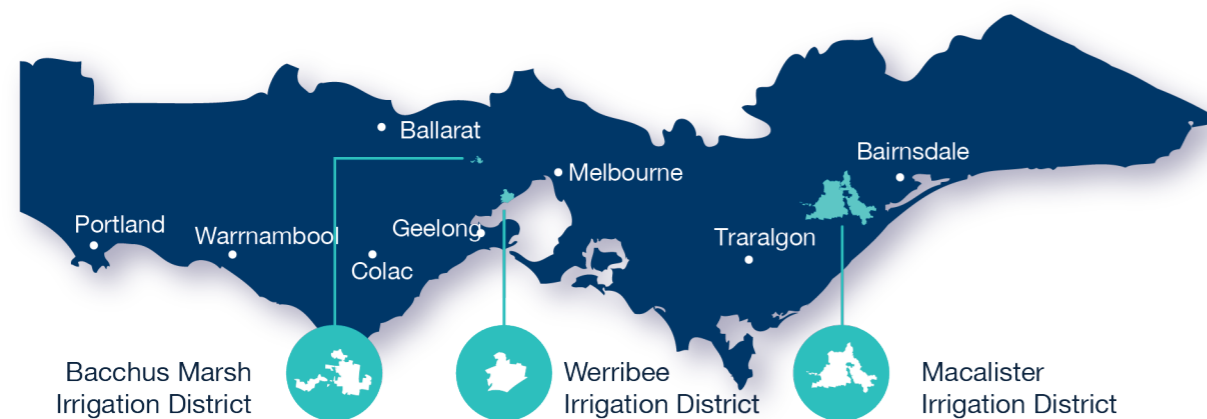 Ballarat
Melbourne
Bairnsdale
Portland
Warrnambool
Geelong
Traralgon
Colac
Bacchus Marsh
Irrigation District
Werribee
Irrigation District
Macalister
Irrigation District